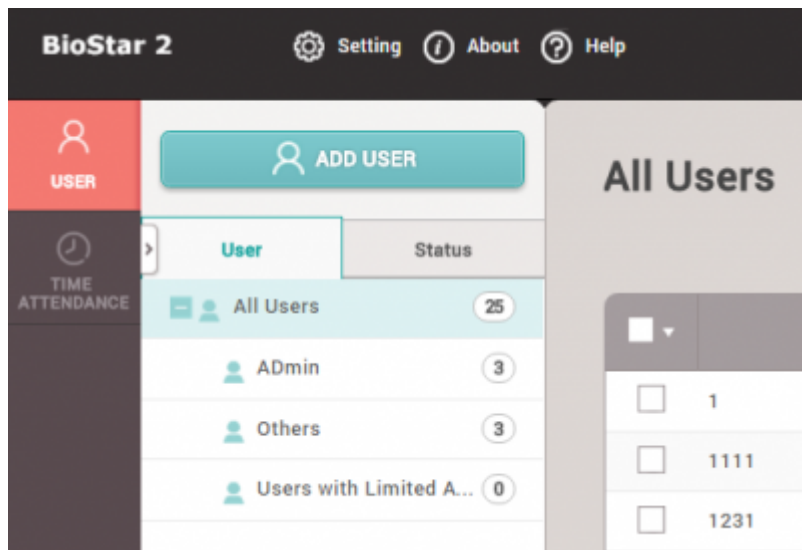 BioStar 2
Setting
About
Help
USER
TIME
ATTENDANCE
ADD USER
User
Status
All Users 25
ADmin 3
Others 3
Users with Limited A... 0
All Users
1
1111
1231